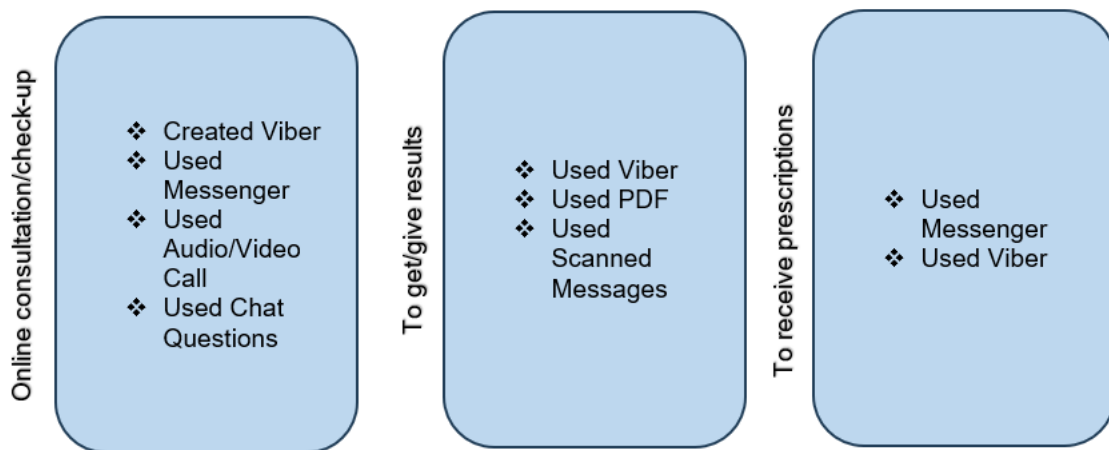 Online consultation/check-up
❖ Created Viber
❖ Used
Messenger
❖ Used
Audio/Video
Call
❖ Used Chat
Questions
To get/give results
❖ Used Viber
❖ Used PDF
❖ Used
Scanned
Messages
To receive prescriptions
❖ Used
Messenger
❖ Used Viber